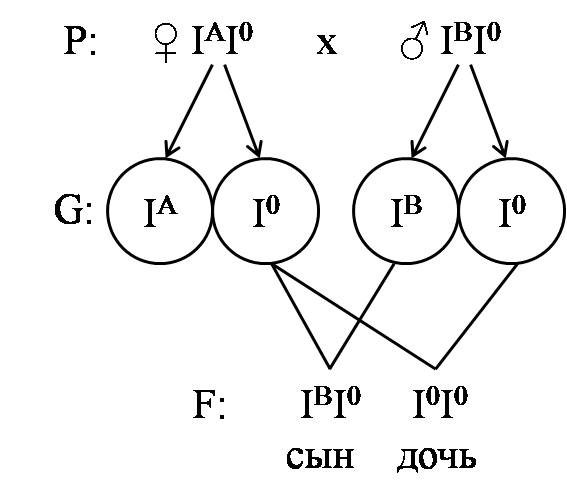 P: ♀ IᴬI⁰ x ♂ IᴮI⁰
G: Iᴬ I⁰ Iᴮ I⁰
F: IᴮI⁰ I⁰I⁰
сын дочь